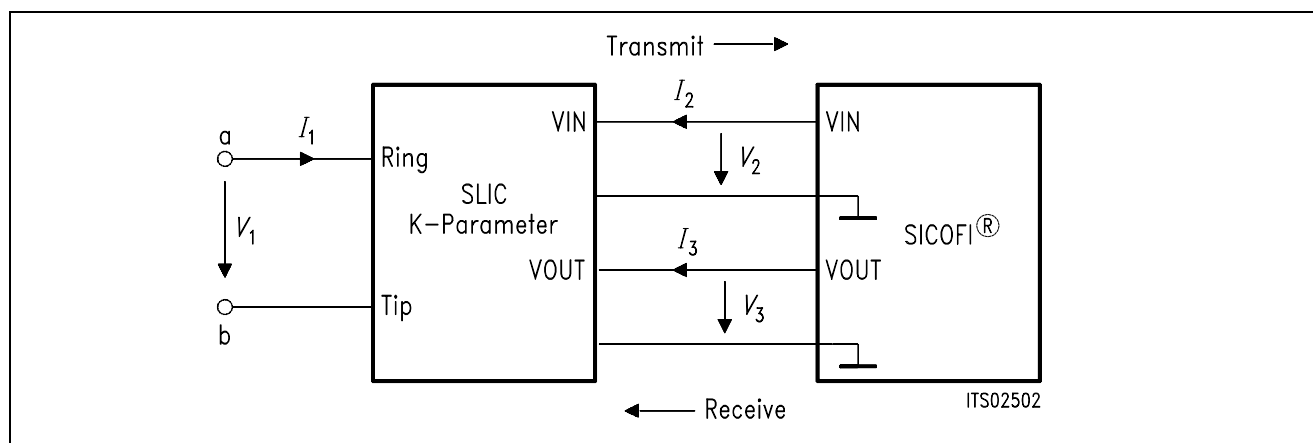 Transmit
I2
VIN
VIN
a
I1
Ring
V2
SLIC
K-Parameter
V1
SICOFI®
I3
VOUT
VOUT
Tip
V3
b
ITS02502
Receive